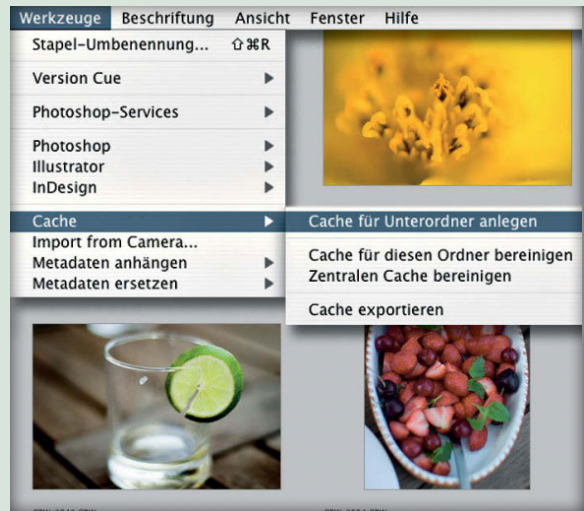 Werkzeuge Beschriftung Ansicht Fenster Hilfe
Stapel-Umbenennung... ⇧⌘R
Version Cue
Photoshop-Services
Photoshop
Illustrator
InDesign
Cache
Import from Camera...
Metadaten anhängen
Metadaten ersetzen
Cache für Unterordner anlegen
Cache für diesen Ordner bereinigen
Zentralen Cache bereinigen
Cache exportieren